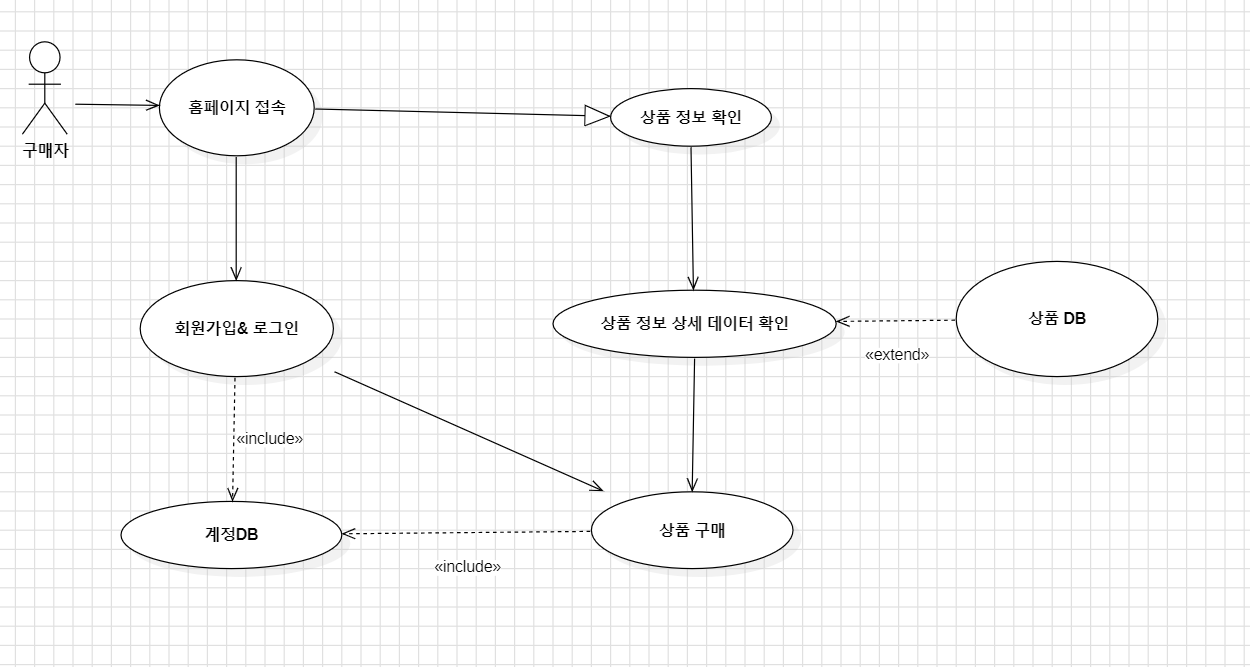 홈페이지 접속
상품 정보 확인
구매자
회원가입& 로그인
상품 정보 상세 데이터 확인
상품 DB
«extend»
«include»
계정DB
상품 구매
«include»